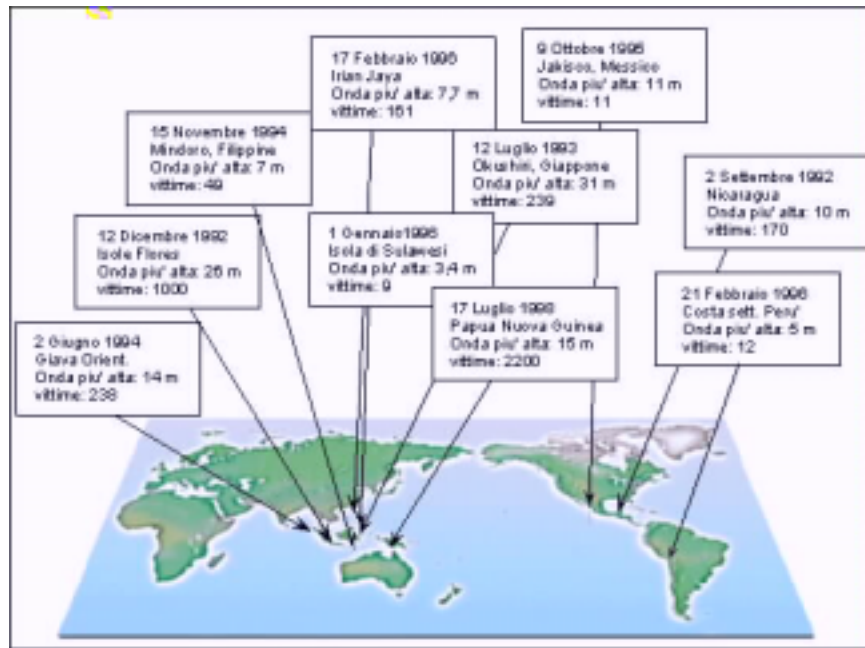 17 Febbraio 1996
Irian Jaya
Onda piu' alta: 7,7 m
vittime: 161
9 Ottobre 1995
Jakisco, Messico
Onda piu' alta: 11 m
vittime: 11
15 Novembre 1994
Mindoro, Filippine
Onda piu' alta: 7 m
vittime: 49
12 Luglio 1993
Okushiri, Giappone
Onda piu' alta: 31 m
vittime: 239
2 Settembre 1992
Nicaragua
Onda piu' alta: 10 m
vittime: 170
12 Dicembre 1992
Isole Flores
Onda piu' alta: 26 m
vittime: 1000
1 Gennaio1996
Isola di Sulawesi
Onda piu' alta: 3,4 m
vittime: 9
21 Febbraio 1996
Costa sett. Peru'
Onda piu' alta: 5 m
vittime: 12
17 Luglio 1998
Papua Nuova Guinea
Onda piu' alta: 15 m
vittime: 2200
2 Giugno 1994
Giava Orient.
Onda piu' alta: 14 m
vittime: 238